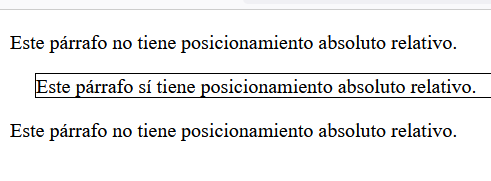 Este párrafo no tiene posicionamiento absoluto relativo.
Este párrafo sí tiene posicionamiento absoluto relativo.
Este párrafo no tiene posicionamiento absoluto relativo.